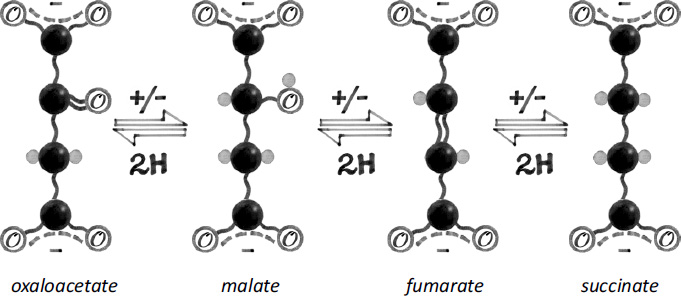 O O O O O O O O
O O
+/- +/- +/-
2H 2H 2H
O O O O O O O O
oxaloacetate malate fumarate succinate